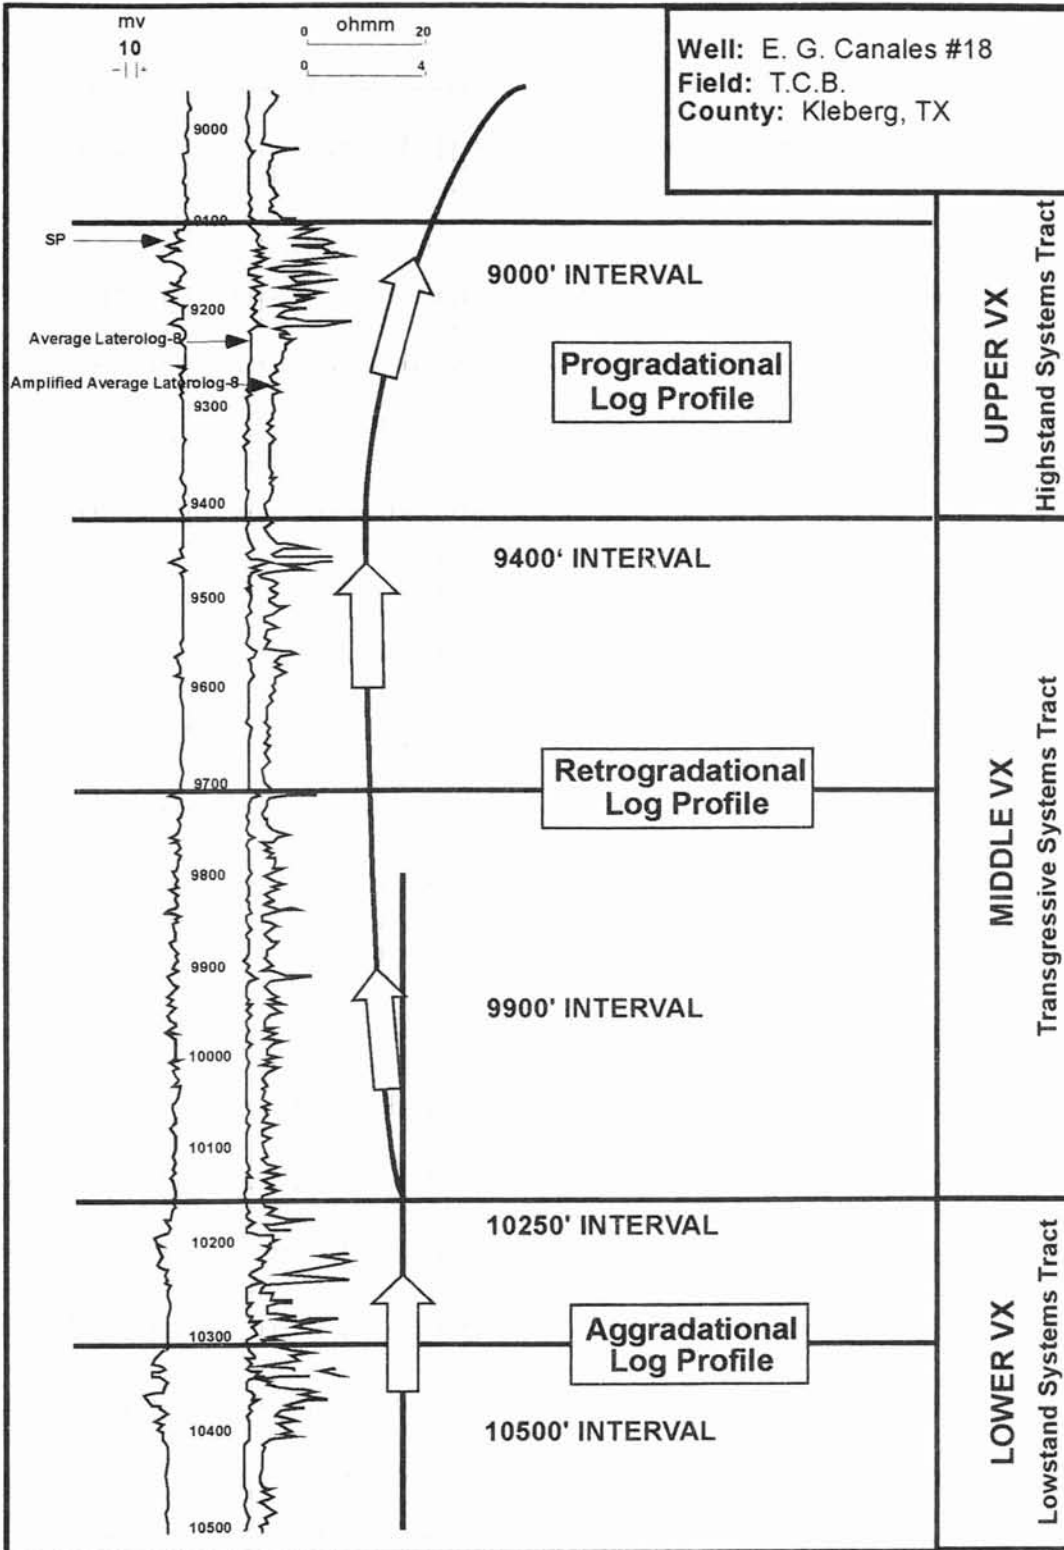 mv
10
-||+
0 ohmm 20
0 4
Well: E. G. Canales #18
Field: T.C.B.
County: Kleberg, TX
9000
9100
SP
9200
Average Laterolog-8
Amplified Average Laterolog-8
9300
9400
9500
9600
9700
9800
9900
10000
10100
10200
10300
10400
10500
9000' INTERVAL
Progradational
Log Profile
9400' INTERVAL
Retrogradational
Log Profile
9900' INTERVAL
10250' INTERVAL
Aggradational
Log Profile
10500' INTERVAL
UPPER VX
Highstand Systems Tract
MIDDLE VX
Transgressive Systems Tract
LOWER VX
Lowstand Systems Tract